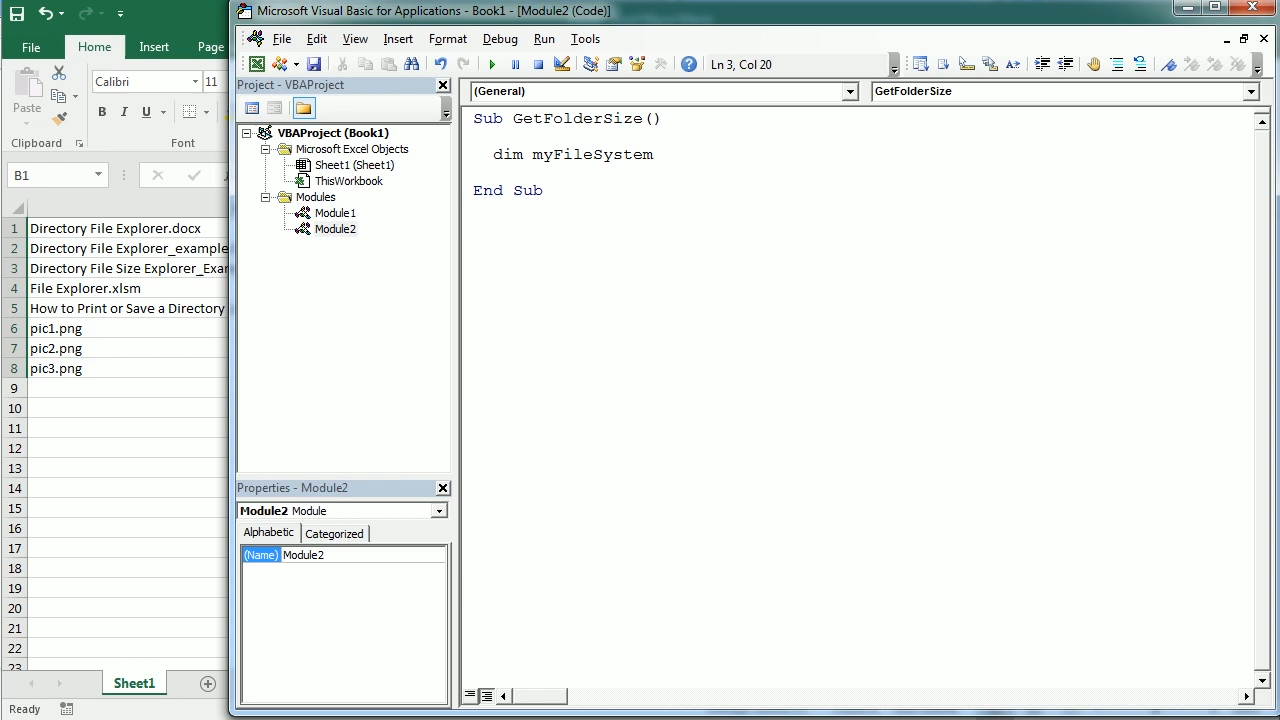 Microsoft Visual Basic for Applications - Book1 - [Module2 (Code)]
File Home Insert Page
File Edit View Insert Format Debug Run Tools
Paste
Calibri 11
B I U
Clipboard Font
Ln 3, Col 20
B1
Project - VBAProject
VBAProject (Book1)
Microsoft Excel Objects
Sheet1 (Sheet1)
ThisWorkbook
Modules
Module1
Module2
(General) GetFolderSize
Sub GetFolderSize()
dim myFileSystem
End Sub
1 Directory File Explorer.docx
2 Directory File Explorer_example
3 Directory File Size Explorer_Exar
4 File Explorer.xlsm
5 How to Print or Save a Directory
6 pic1.png
7 pic2.png
8 pic3.png
9
10
11
12
13
14
15
16
17
18
19
20
21
22
23
Properties - Module2
Module2 Module
Alphabetic Categorized
(Name) Module2
Sheet1
Ready